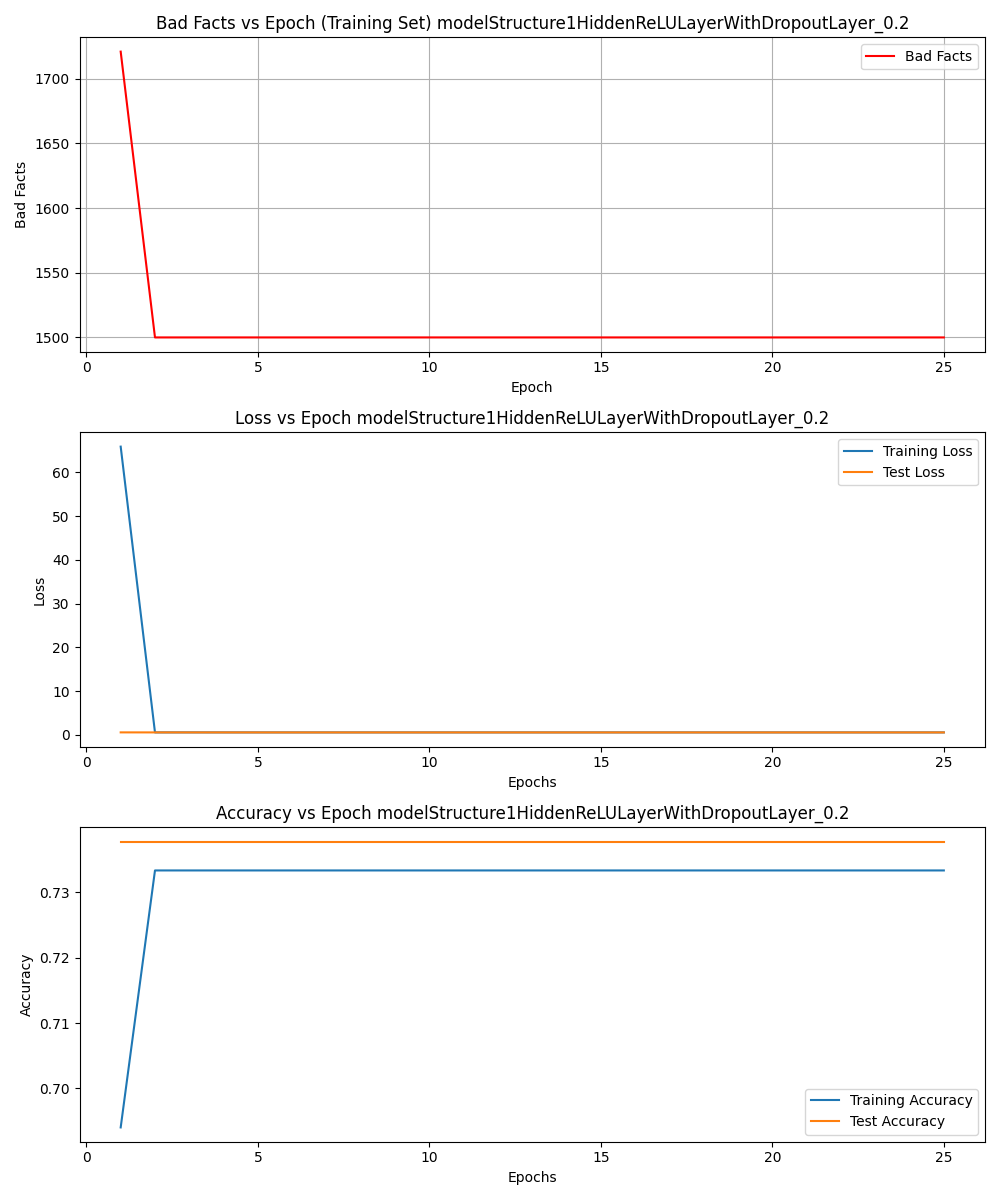 Bad Facts vs Epoch (Training Set) modelStructure1HiddenReLULayerWithDropoutLayer_0.2
Bad Facts
1700
1650
1600
1550
1500
Bad Facts
0 5 10 15 20 25
Epoch
Loss vs Epoch modelStructure1HiddenReLULayerWithDropoutLayer_0.2
Training Loss
Test Loss
60
50
40
30
20
10
0
Loss
0 5 10 15 20 25
Epochs
Accuracy vs Epoch modelStructure1HiddenReLULayerWithDropoutLayer_0.2
0.73
0.72
0.71
0.70
Accuracy
Training Accuracy
Test Accuracy
0 5 10 15 20 25
Epochs